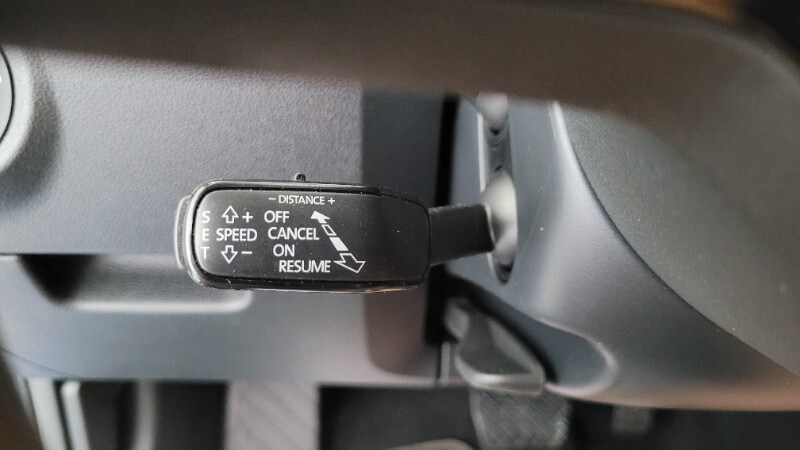 − DISTANCE +
S + OFF
E SPEED CANCEL
T − ON
RESUME